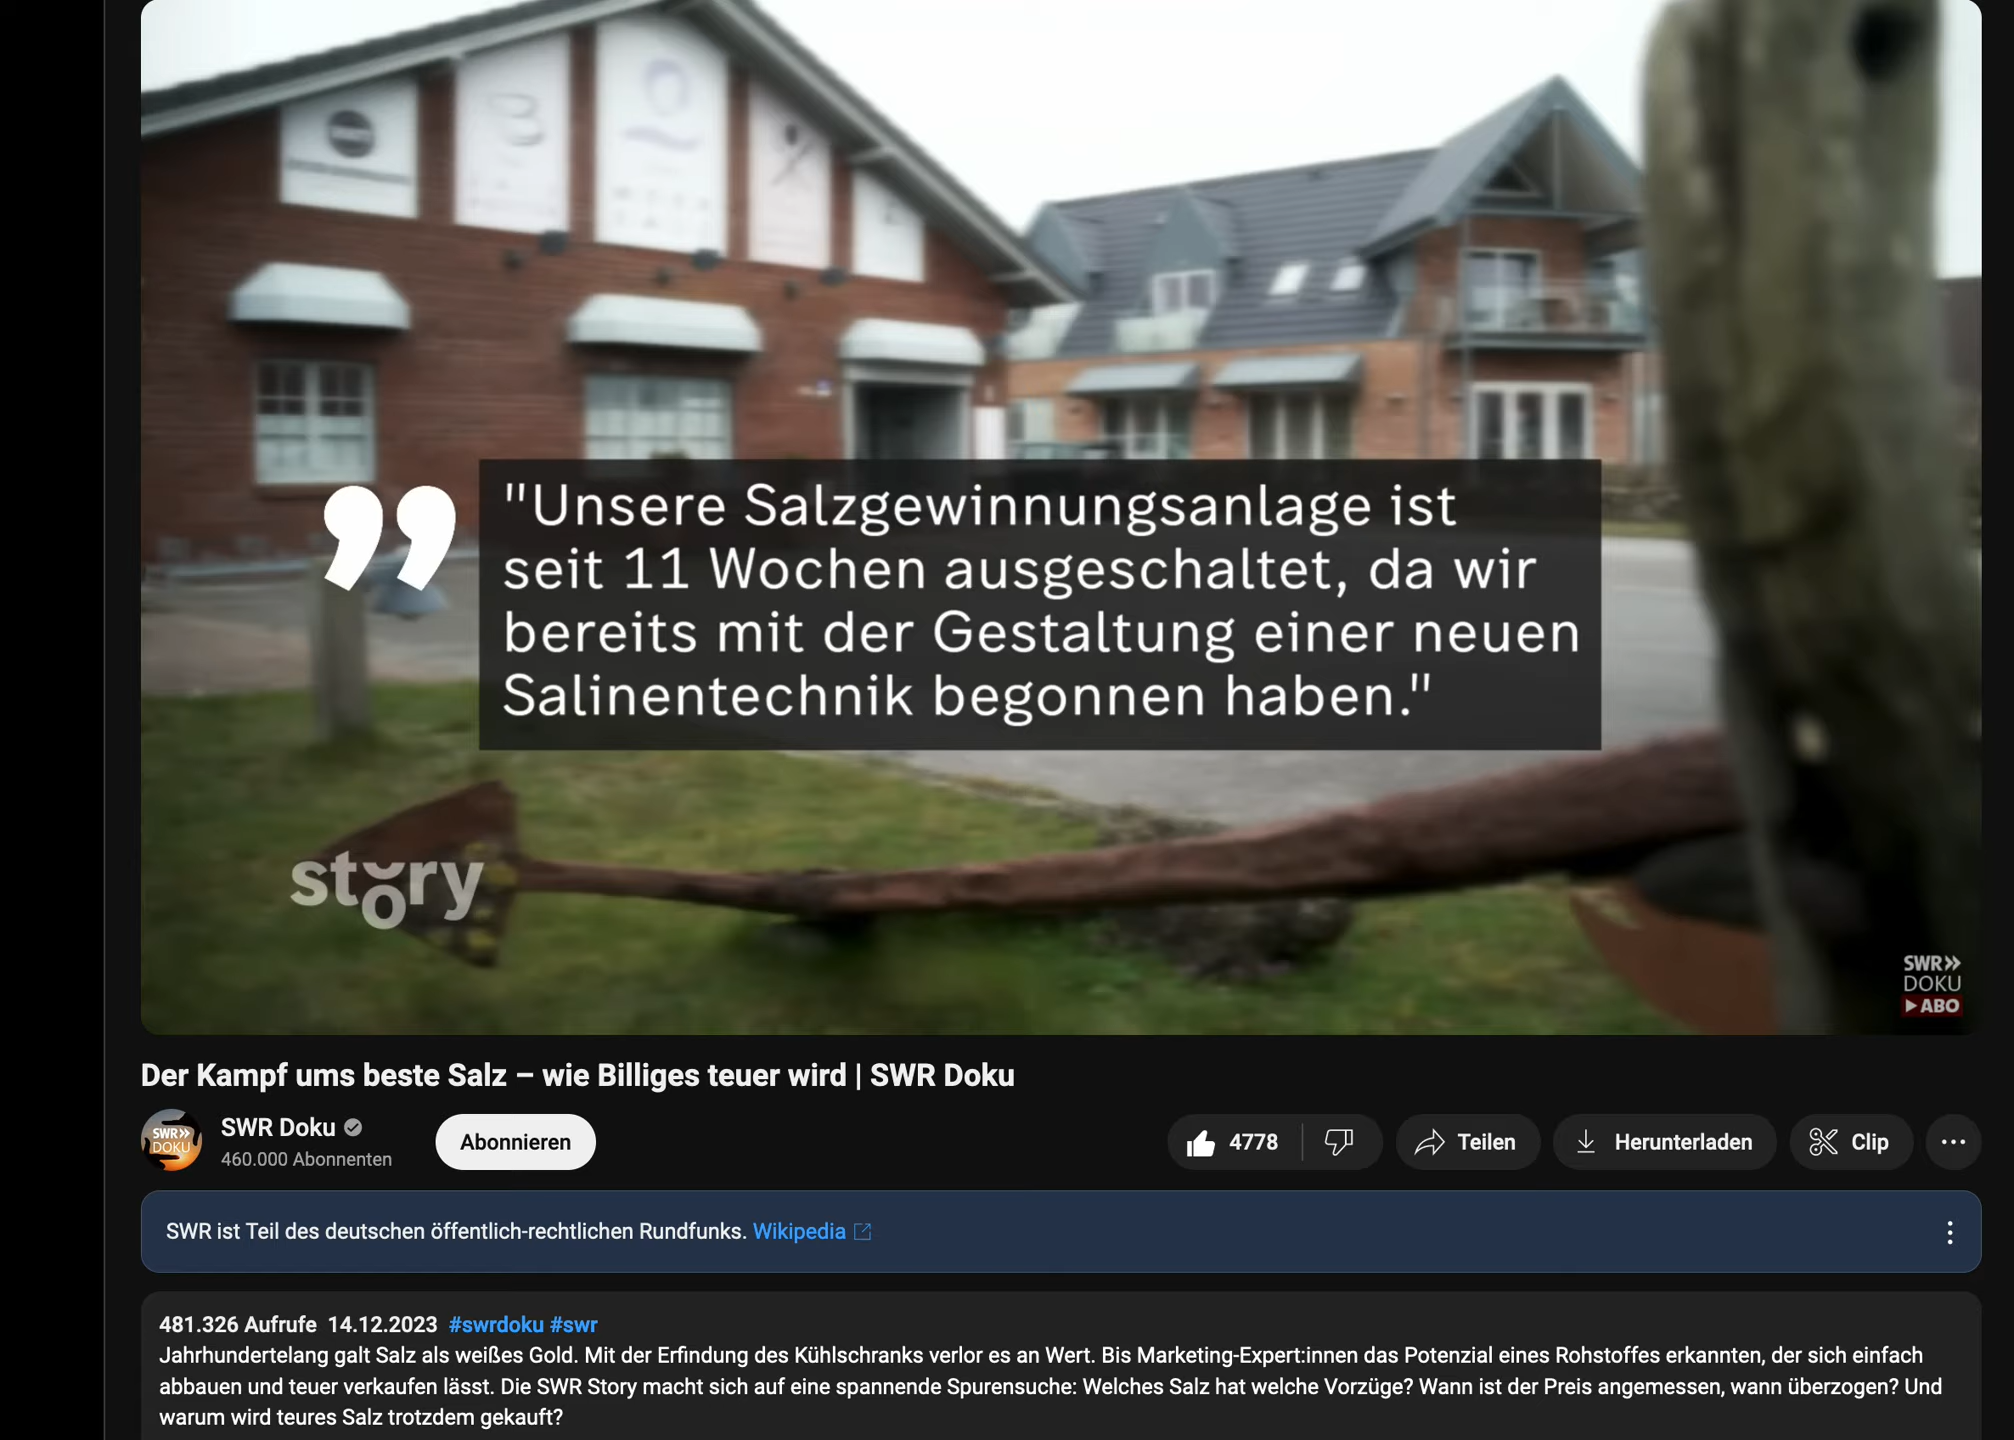 "Unsere Salzgewinnungsanlage ist
seit 11 Wochen ausgeschaltet, da wir
bereits mit der Gestaltung einer neuen
Salinentechnik begonnen haben."
story
SWR»
DOKU
ABO
Der Kampf ums beste Salz – wie Billiges teuer wird | SWR Doku
SWR»
DOKU
SWR Doku
460.000 Abonnenten
Abonnieren
4778
Teilen
Herunterladen
Clip
SWR ist Teil des deutschen öffentlich-rechtlichen Rundfunks. Wikipedia
481.326 Aufrufe 14.12.2023 #swrdoku #swr
Jahrhundertelang galt Salz als weißes Gold. Mit der Erfindung des Kühlschranks verlor es an Wert. Bis Marketing-Expert:innen das Potenzial eines Rohstoffes erkannten, der sich einfach
abbauen und teuer verkaufen lässt. Die SWR Story macht sich auf eine spannende Spurensuche: Welches Salz hat welche Vorzüge? Wann ist der Preis angemessen, wann überzogen? Und
warum wird teures Salz trotzdem gekauft?